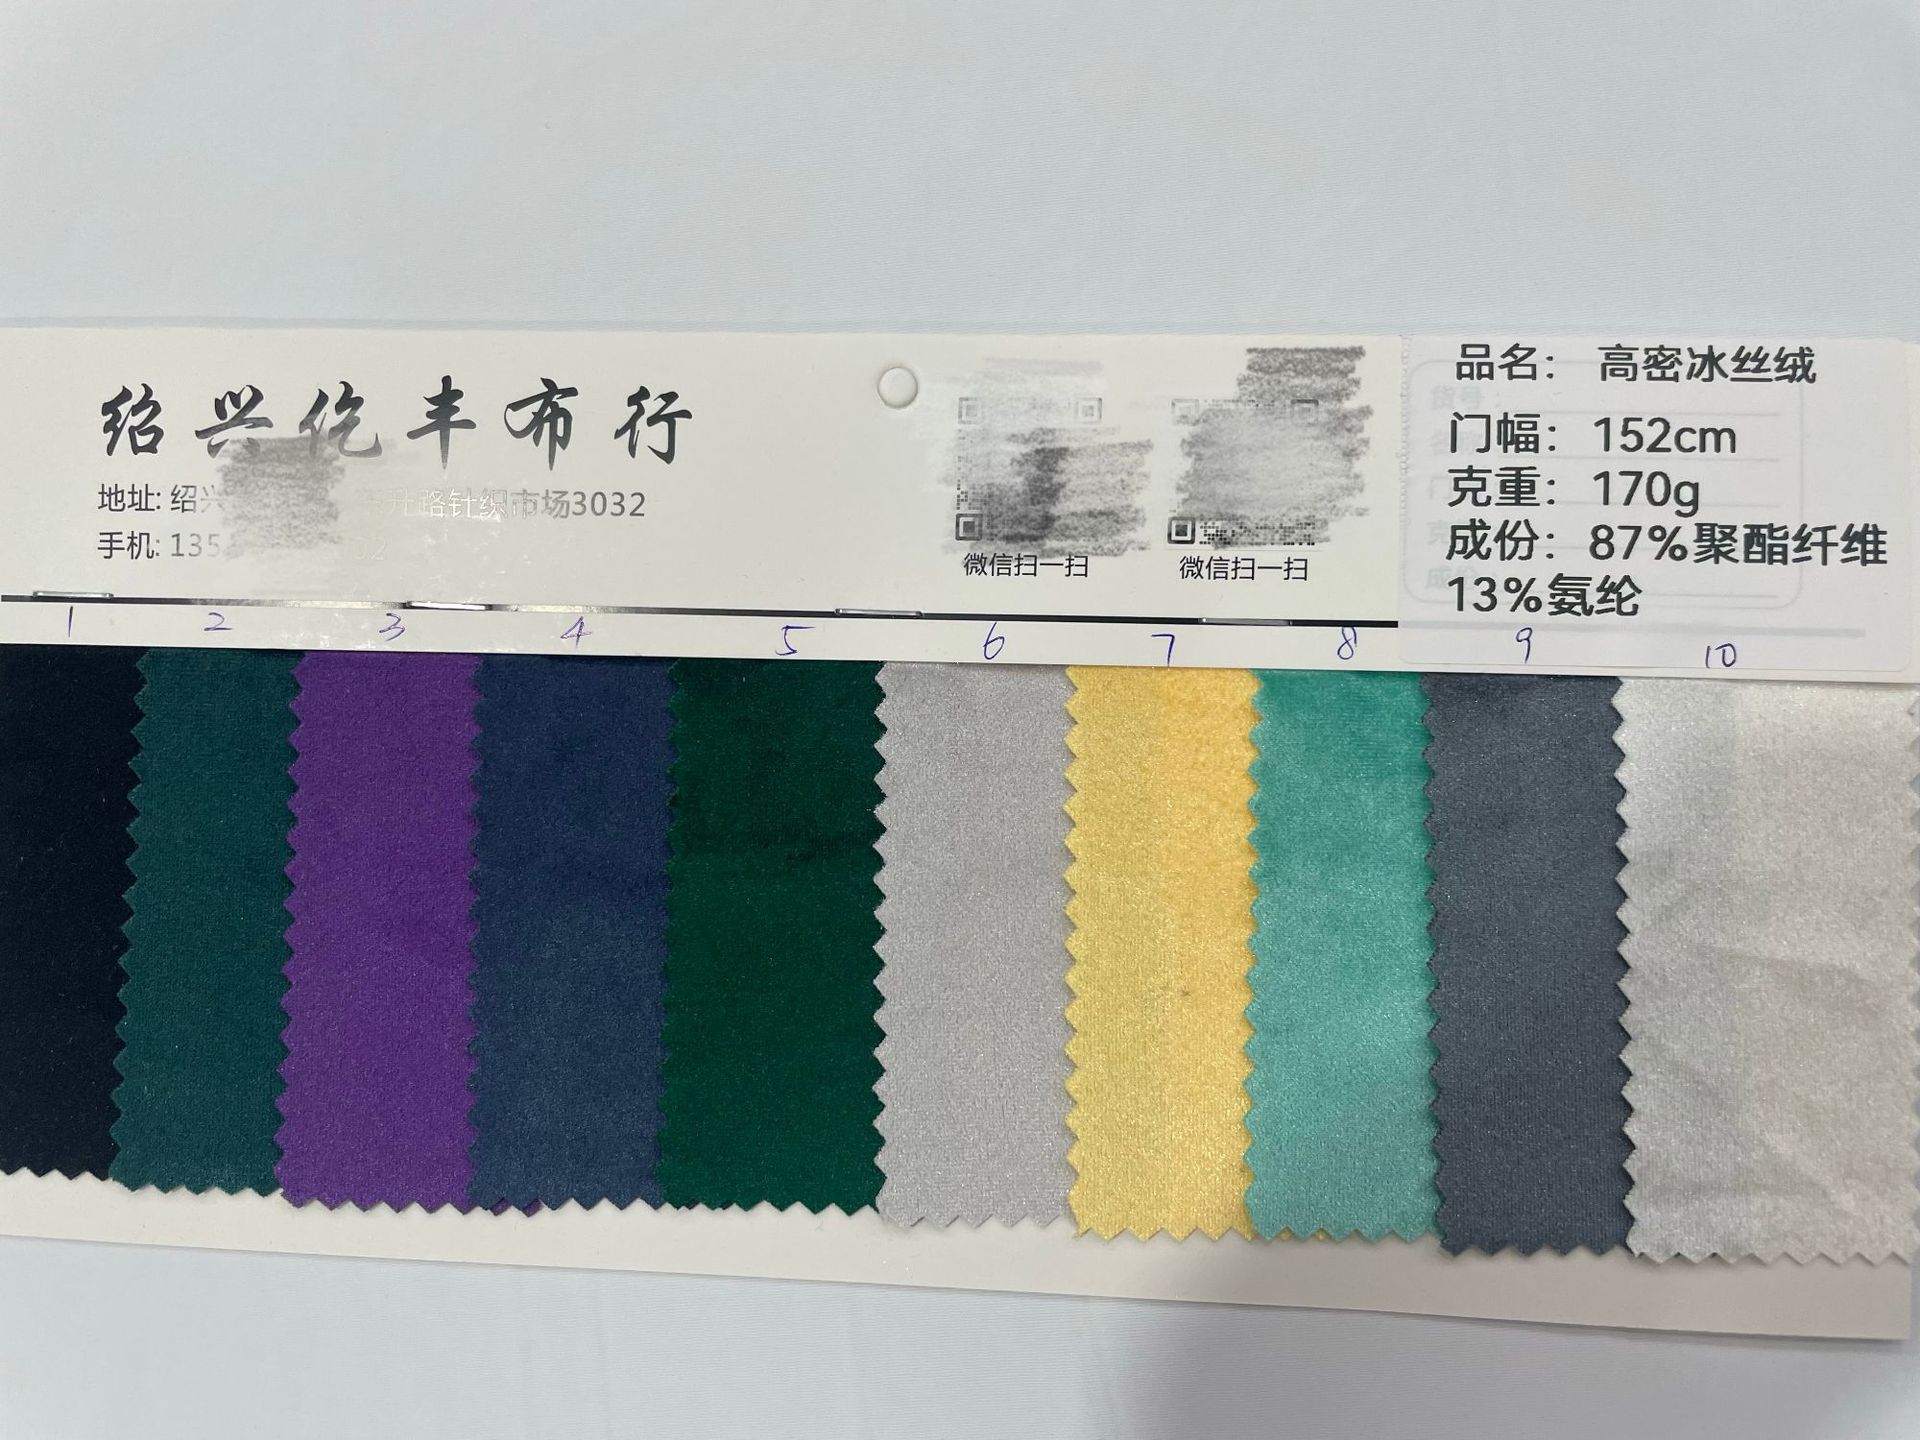 绍兴仡丰布行
地址: 绍兴 升路针织市场3032
手机: 135
微信扫一扫
微信扫一扫
品名： 高密冰丝绒
门幅： 152cm
克重： 170g
成份： 87%聚酯纤维
13%氨纶
1 2 3 4 5 6 7 8 9 10